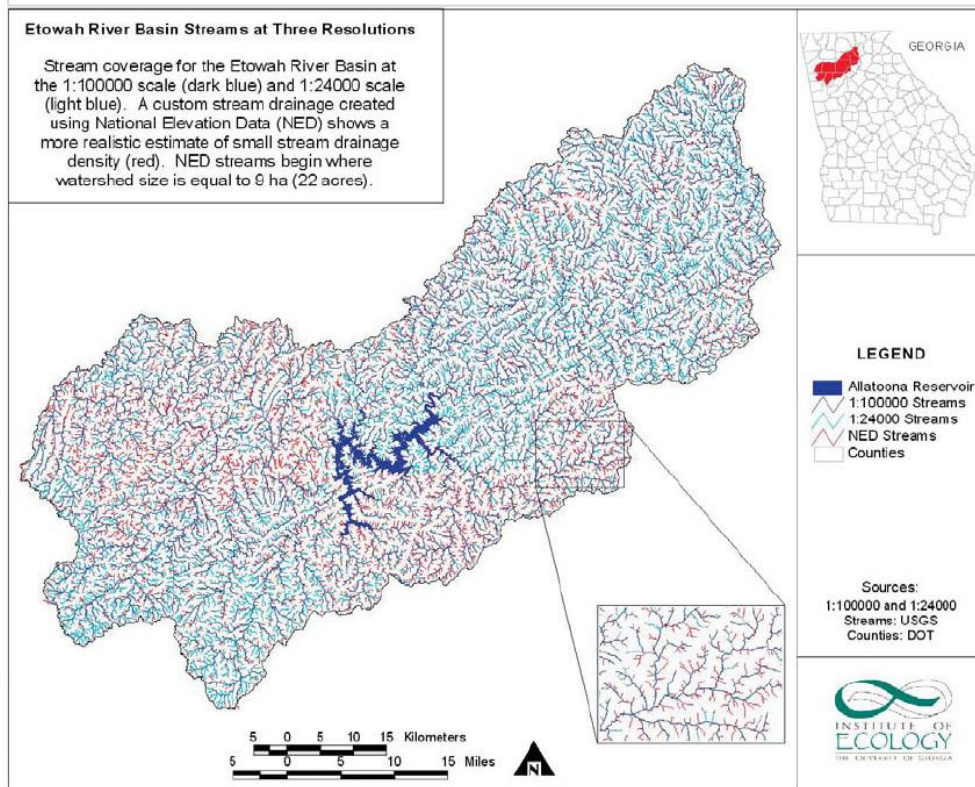 Etowah River Basin Streams at Three Resolutions
Stream coverage for the Etowah River Basin at
the 1:100000 scale (dark blue) and 1:24000 scale
(light blue). A custom stream drainage created
using National Elevation Data (NED) shows a
more realistic estimate of small stream drainage
density (red). NED streams begin where
watershed size is equal to 9 ha (22 acres).
GEORGIA
LEGEND
Allatoona Reservoir
1:100000 Streams
1:24000 Streams
NED Streams
Counties
Sources:
1:100000 and 1:24000
Streams: USGS
Counties: DOT
5 0 5 10 15 Kilometers
5 0 5 10 15 Miles
N
INSTITUTE OF
ECOLOGY
THE UNIVERSITY OF GEORGIA